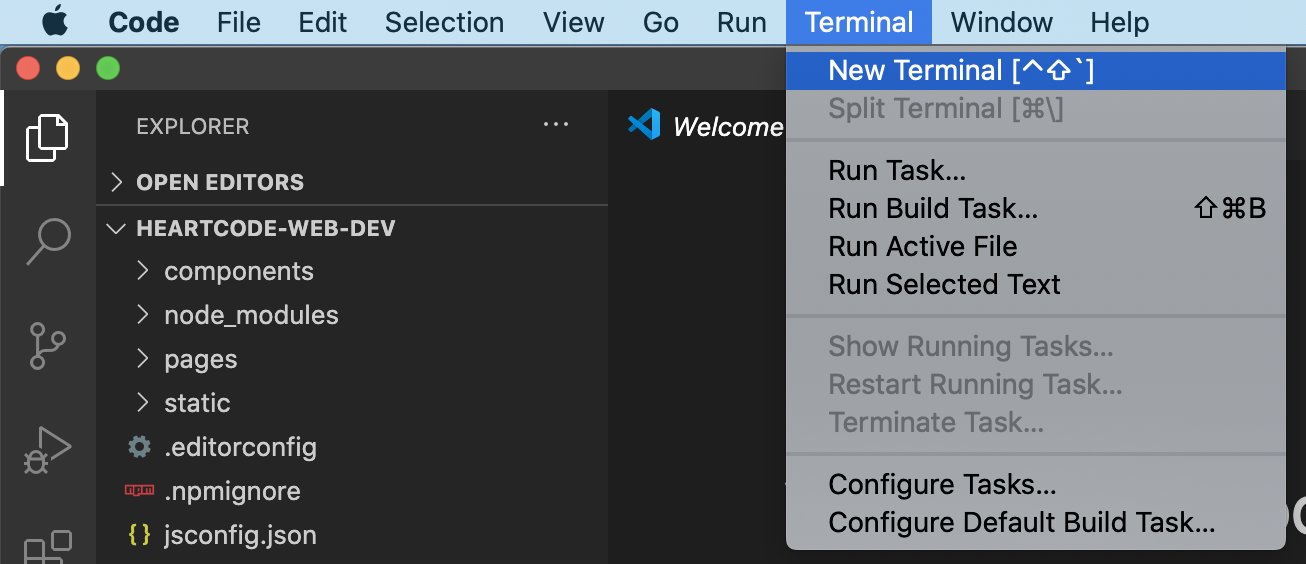 Code File Edit Selection View Go Run Terminal Window Help
New Terminal [^⇧`]
Split Terminal [⌘\]
Run Task...
Run Build Task... ⇧⌘B
Run Active File
Run Selected Text
Show Running Tasks...
Restart Running Task...
Terminate Task...
Configure Tasks...
Configure Default Build Task...
EXPLORER ...
OPEN EDITORS
HEARTCODE-WEB-DEV
components
node_modules
pages
static
.editorconfig
npm .npmignore
{} jsconfig.json
Welcome